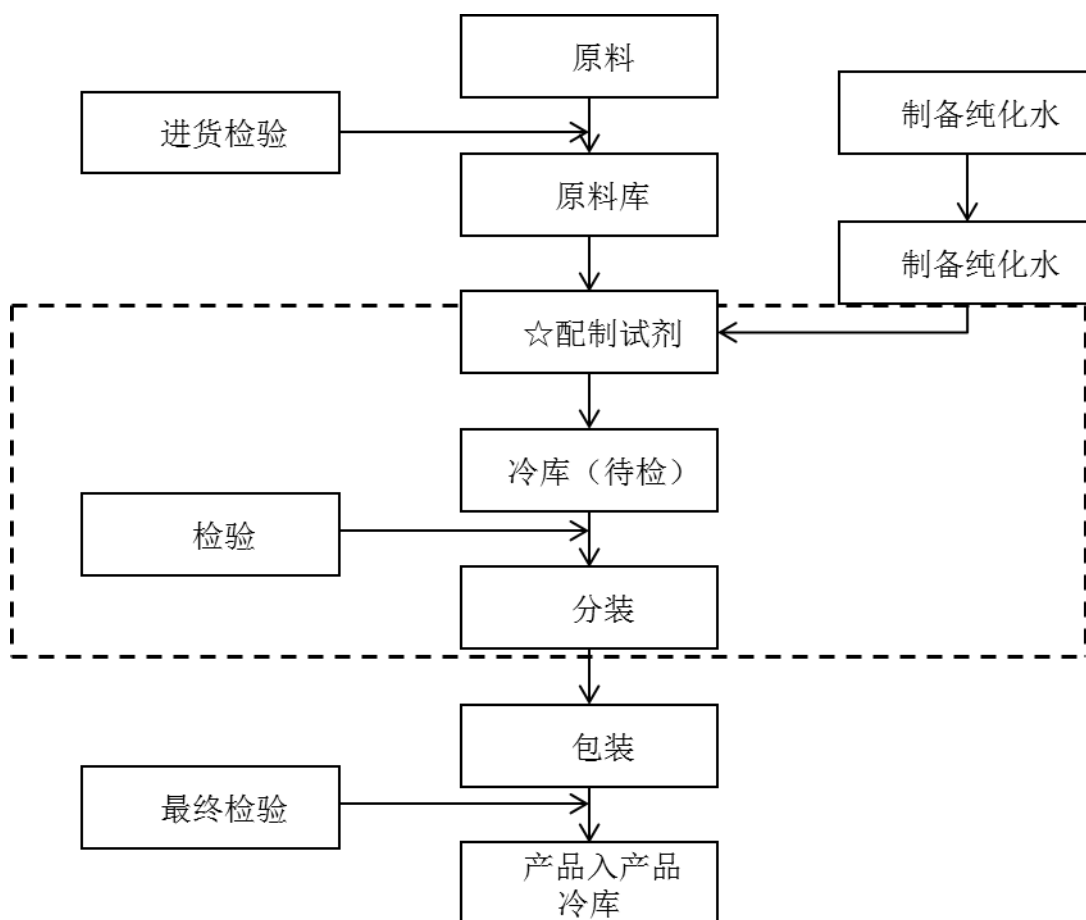 原料
制备纯化水
进货检验
原料库
制备纯化水
☆配制试剂
冷库（待检）
检验
分装
包装
最终检验
产品入产品
冷库